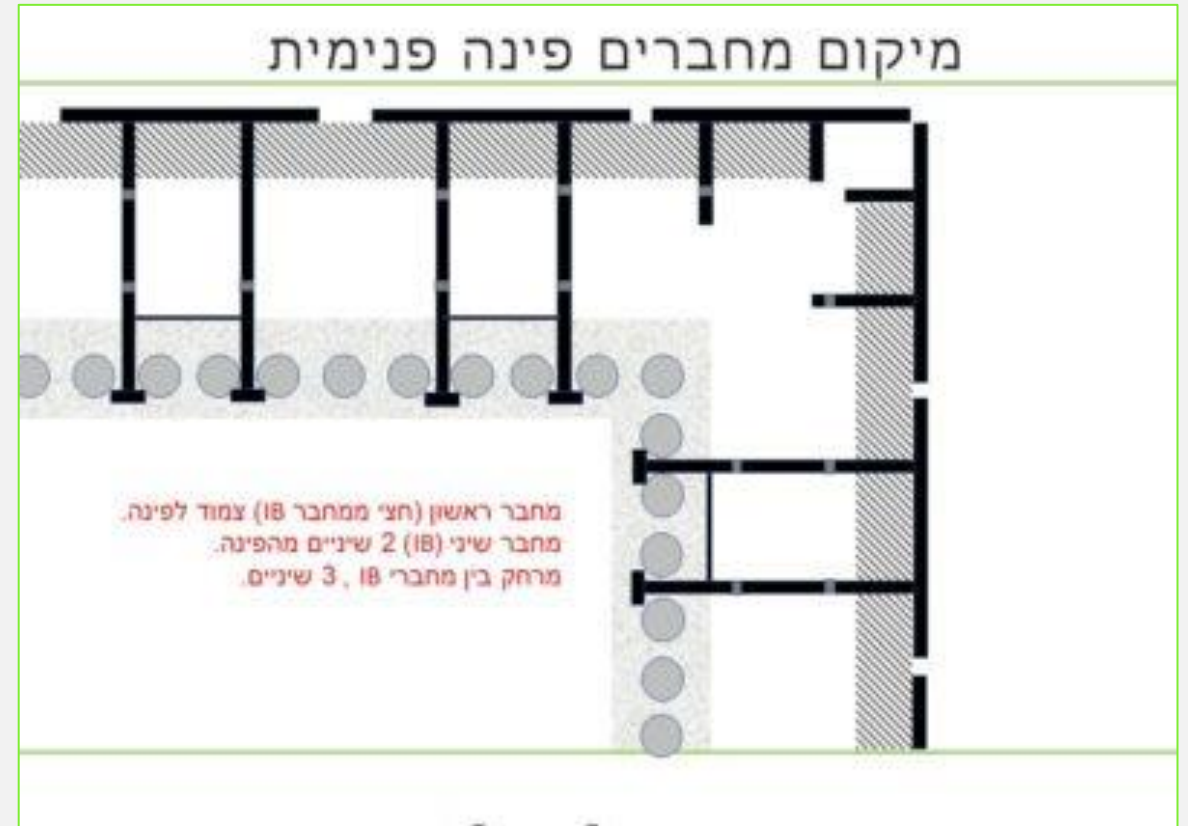 מיקום מחברים פינה פנימית
מחבר ראשון (חצי ממחבר IB) צמוד לפינה.
מחבר שיני (IB) 2 שיניים מהפינה.
מרחק בין מחברי IB , 3 שיניים.